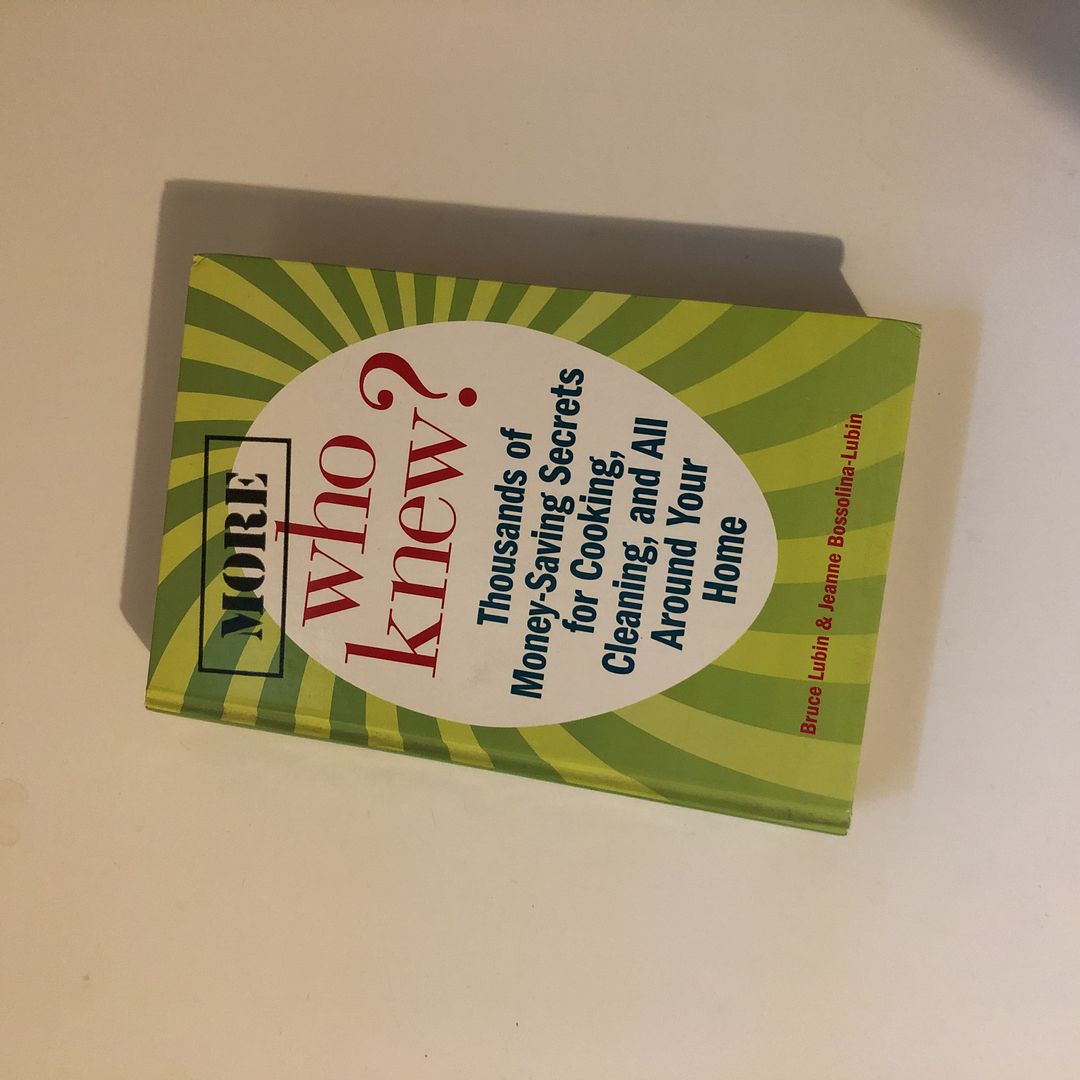 MORE
who
knew?
Thousands of
Money-Saving Secrets
for Cooking,
Cleaning, and All
Around Your
Home
Bruce Lubin & Jeanne Bossolina-Lubin